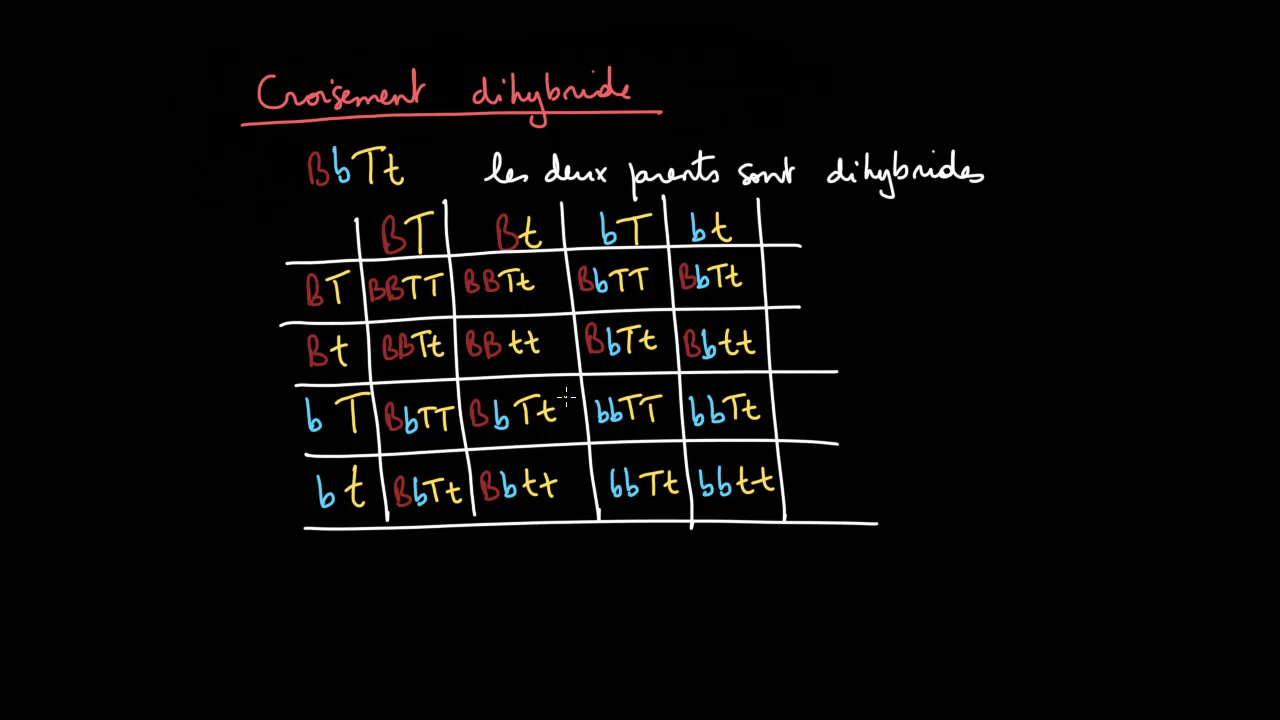 Croisement dihybride
BbTt les deux parents sont dihybrides
BT Bt bT bt
BT BBTT BBTt BbTT BbTt
Bt BBTt BBtt BbTt Bbtt
bT BbTT BbTt bbTT bbTt
bt BbTt Bbtt bbTt bbtt